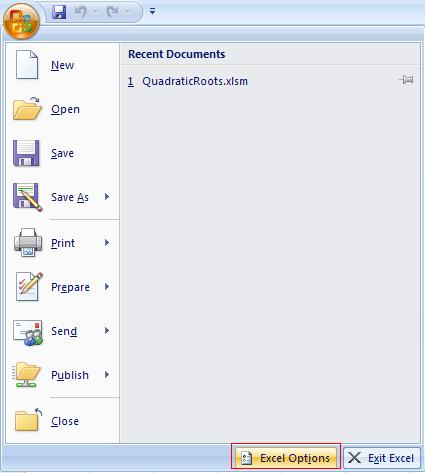 Recent Documents
New
1 QuadraticRoots.xlsm
Open
Save
Save As
Print
Prepare
Send
Publish
Close
Excel Options
Exit Excel